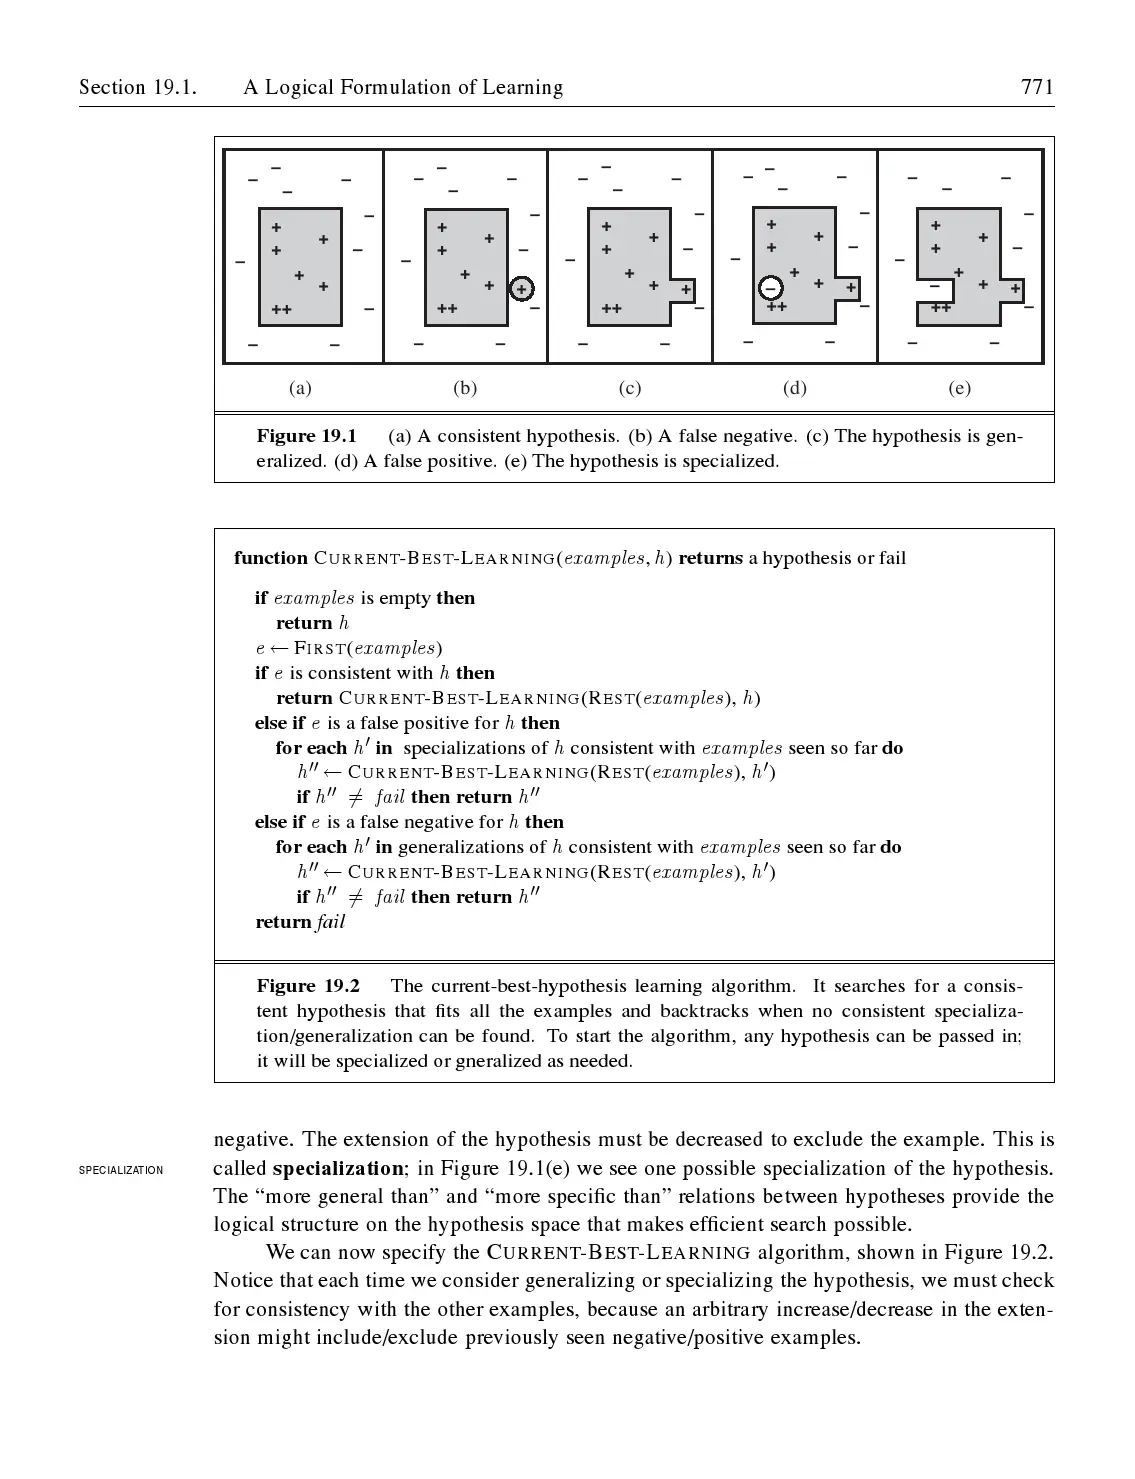 Section 19.1. A Logical Formulation of Learning 771
(a) (b) (c) (d) (e)
Figure 19.1 (a) A consistent hypothesis. (b) A false negative. (c) The hypothesis is gen-
eralized. (d) A false positive. (e) The hypothesis is specialized.
function CURRENT-BEST-LEARNING(examples, h) returns a hypothesis or fail
if examples is empty then
return h
e ← FIRST(examples)
if e is consistent with h then
return CURRENT-BEST-LEARNING(REST(examples), h)
else if e is a false positive for h then
for each h′ in specializations of h consistent with examples seen so far do
h′′ ← CURRENT-BEST-LEARNING(REST(examples), h′)
if h′′ ≠ fail then return h′′
else if e is a false negative for h then
for each h′ in generalizations of h consistent with examples seen so far do
h′′ ← CURRENT-BEST-LEARNING(REST(examples), h′)
if h′′ ≠ fail then return h′′
return fail
Figure 19.2 The current-best-hypothesis learning algorithm. It searches for a consis-
tent hypothesis that fits all the examples and backtracks when no consistent specializa-
tion/generalization can be found. To start the algorithm, any hypothesis can be passed in;
it will be specialized or gneralized as needed.
negative. The extension of the hypothesis must be decreased to exclude the example. This is
SPECIALIZATION called specialization; in Figure 19.1(e) we see one possible specialization of the hypothesis.
The “more general than” and “more specific than” relations between hypotheses provide the
logical structure on the hypothesis space that makes efficient search possible.
We can now specify the CURRENT-BEST-LEARNING algorithm, shown in Figure 19.2.
Notice that each time we consider generalizing or specializing the hypothesis, we must check
for consistency with the other examples, because an arbitrary increase/decrease in the exten-
sion might include/exclude previously seen negative/positive examples.